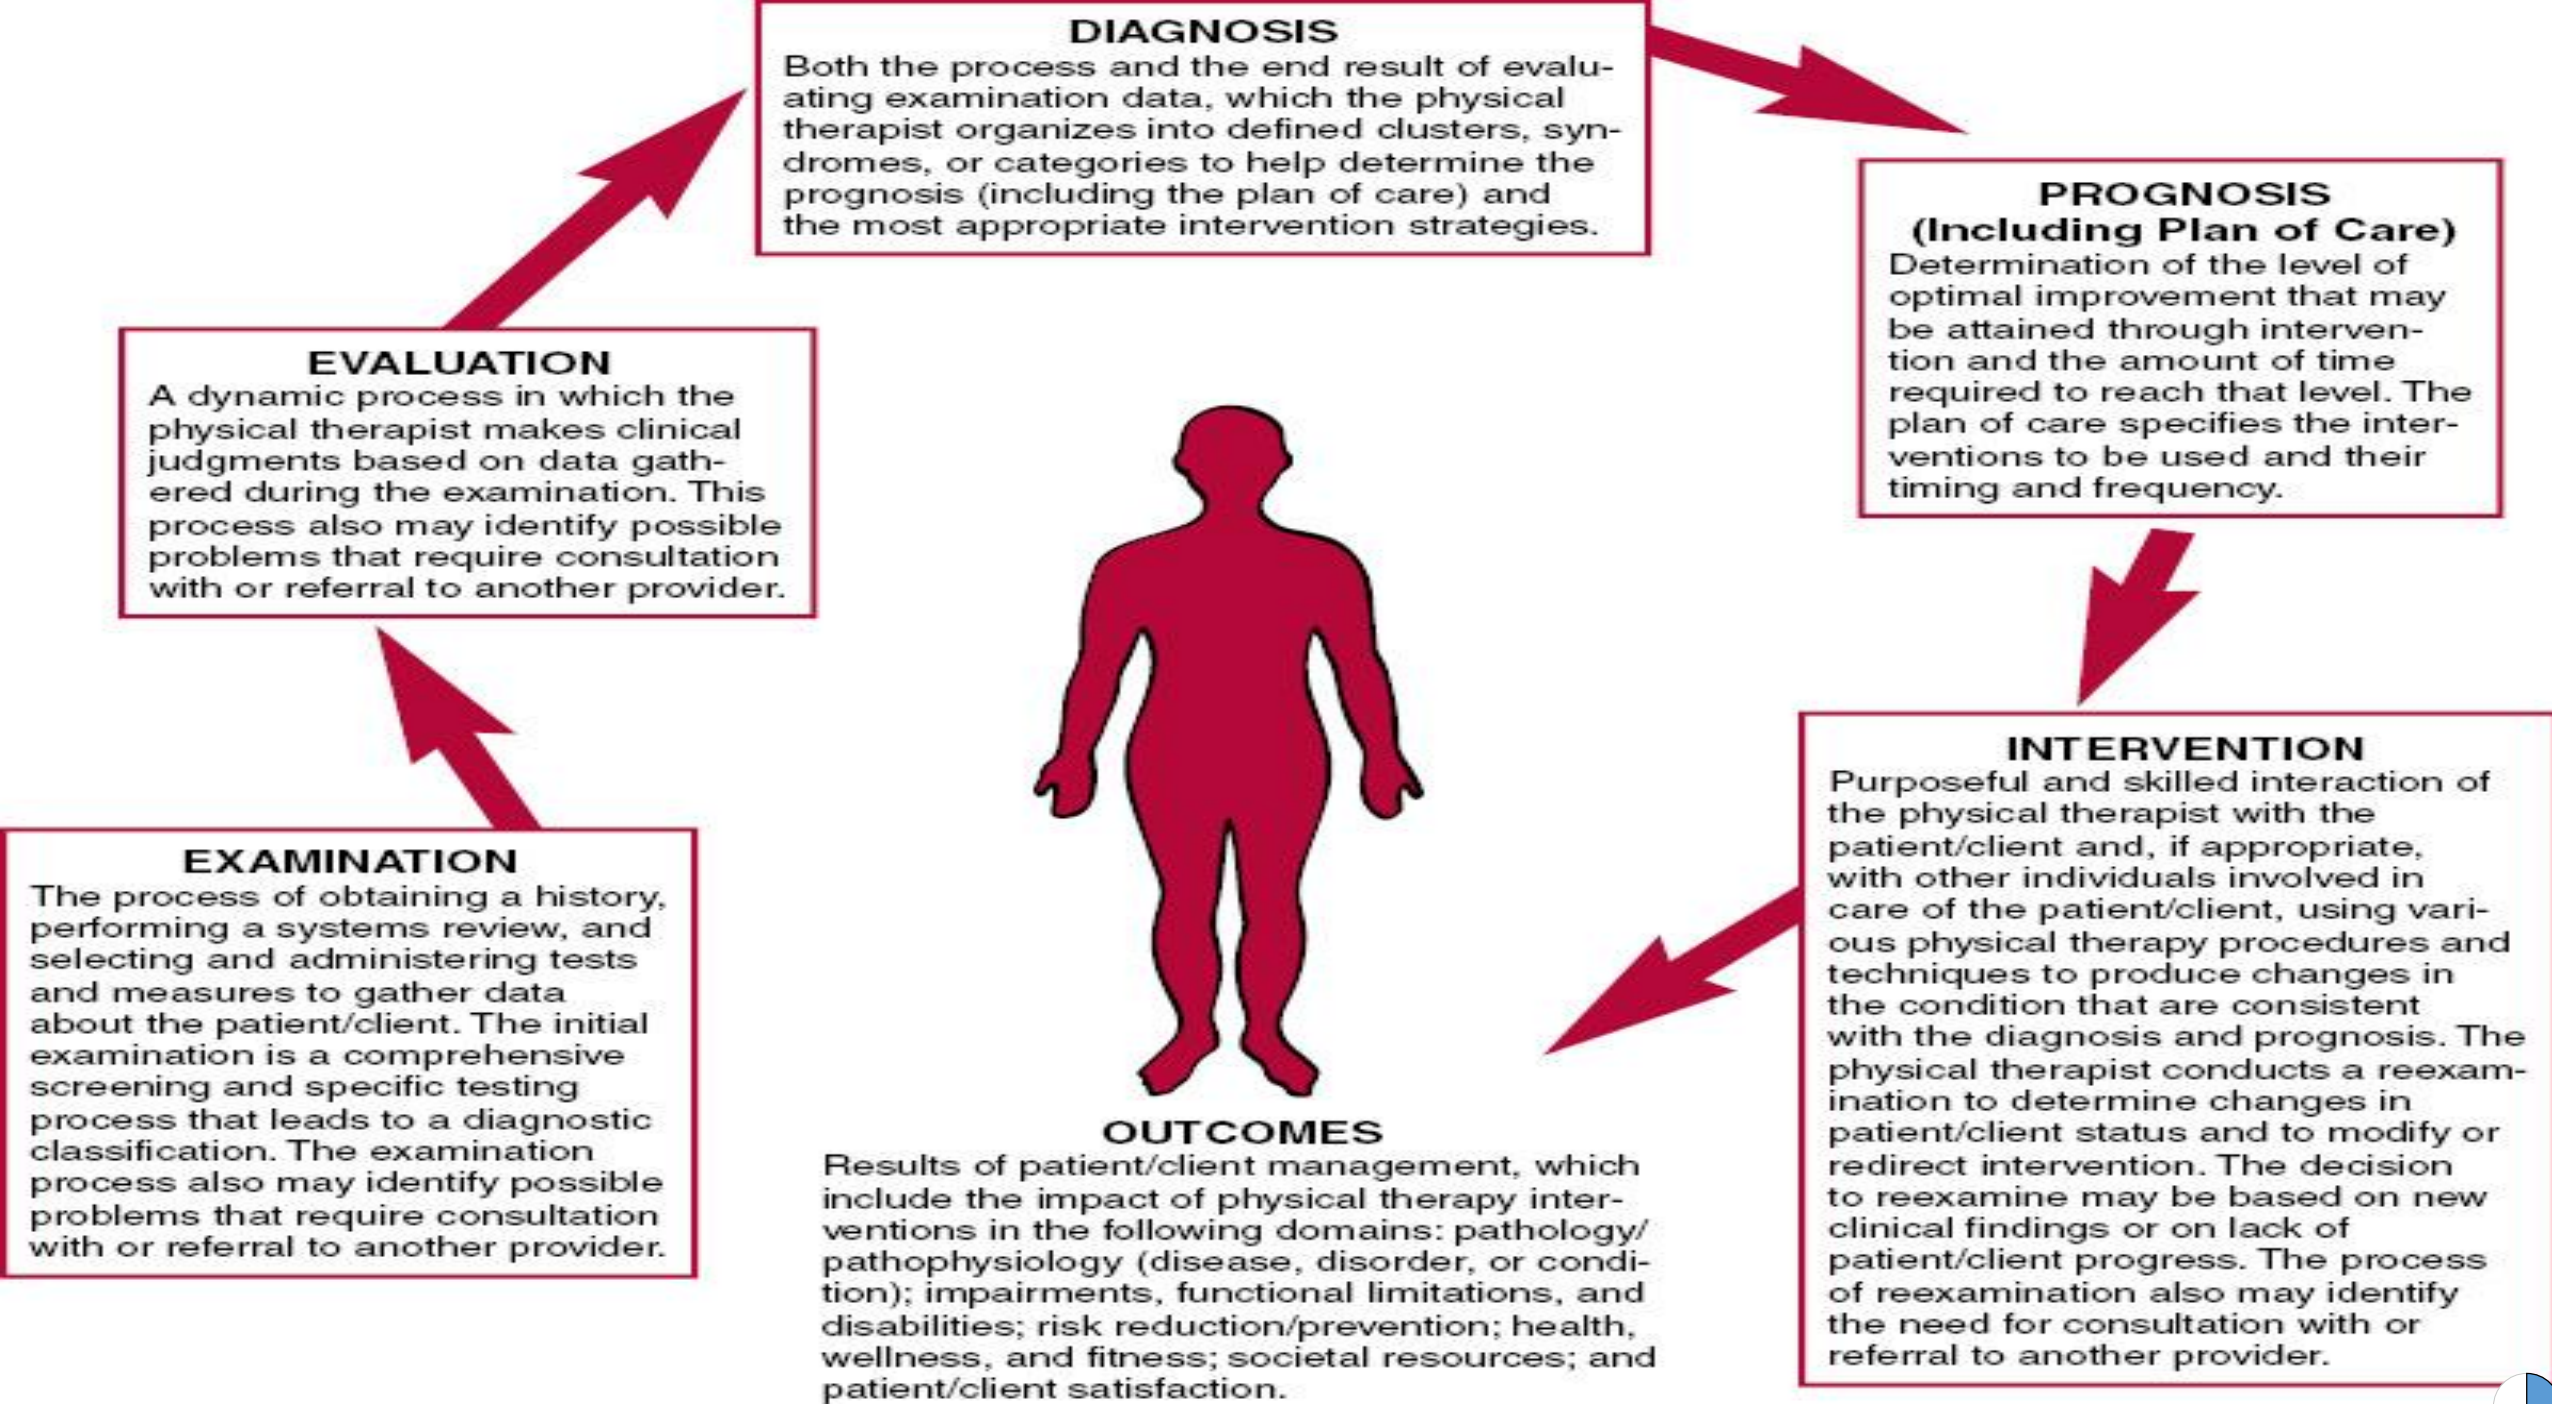 DIAGNOSIS
Both the process and the end result of evalu-
ating examination data, which the physical
therapist organizes into defined clusters, syn-
dromes, or categories to help determine the
prognosis (including the plan of care) and
the most appropriate intervention strategies.
PROGNOSIS
(Including Plan of Care)
Determination of the level of
optimal improvement that may
be attained through interven-
tion and the amount of time
required to reach that level. The
plan of care specifies the inter-
ventions to be used and their
timing and frequency.
EVALUATION
A dynamic process in which the
physical therapist makes clinical
judgments based on data gath-
ered during the examination. This
process also may identify possible
problems that require consultation
with or referral to another provider.
INTERVENTION
Purposeful and skilled interaction of
the physical therapist with the
patient/client and, if appropriate,
with other individuals involved in
care of the patient/client, using vari-
ous physical therapy procedures and
techniques to produce changes in
the condition that are consistent
with the diagnosis and prognosis. The
physical therapist conducts a reexam-
ination to determine changes in
patient/client status and to modify or
redirect intervention. The decision
to reexamine may be based on new
clinical findings or on lack of
patient/client progress. The process
of reexamination also may identify
the need for consultation with or
referral to another provider.
EXAMINATION
The process of obtaining a history,
performing a systems review, and
selecting and administering tests
and measures to gather data
about the patient/client. The initial
examination is a comprehensive
screening and specific testing
process that leads to a diagnostic
classification. The examination
process also may identify possible
problems that require consultation
with or referral to another provider.
OUTCOMES
Results of patient/client management, which
include the impact of physical therapy inter-
ventions in the following domains: pathology/
pathophysiology (disease, disorder, or condi-
tion); impairments, functional limitations, and
disabilities; risk reduction/prevention; health,
wellness, and fitness; societal resources; and
patient/client satisfaction.